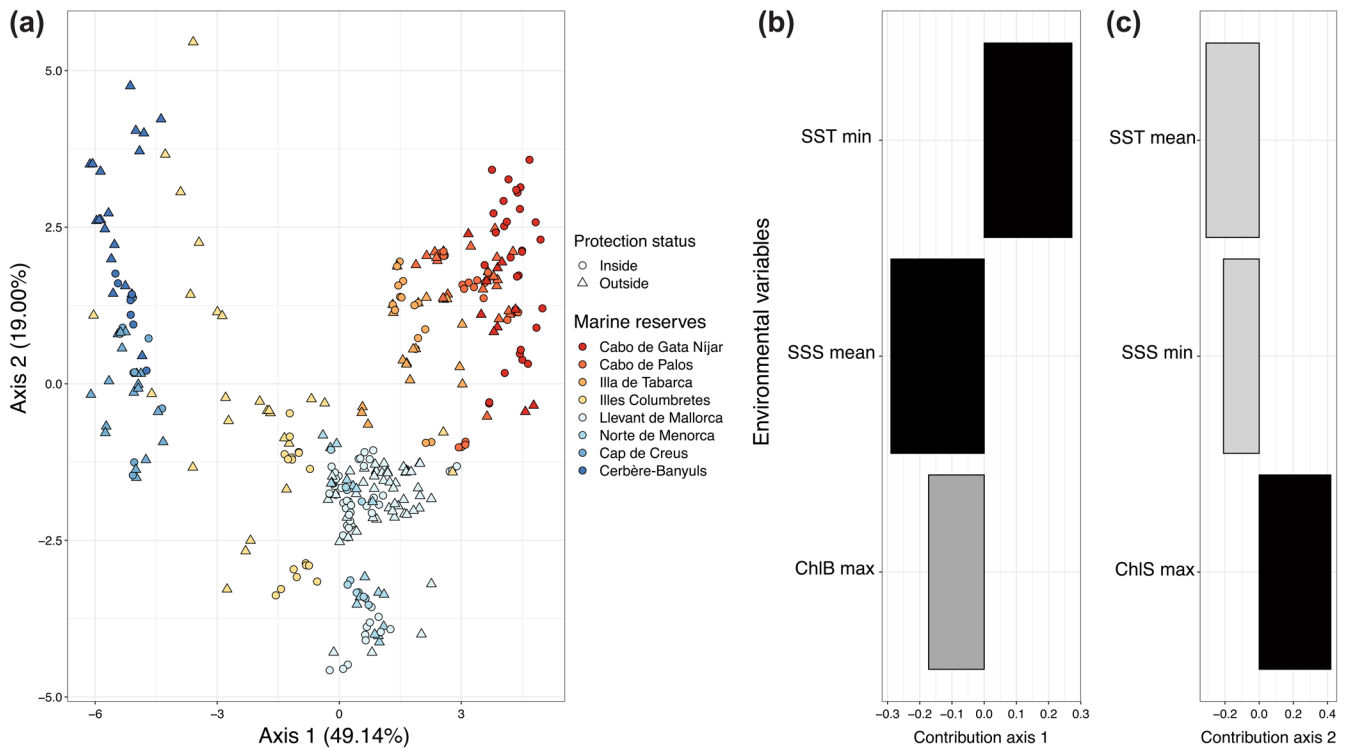 (a)
5.0
2.5
0.0
−2.5
−5.0
Axis 2 (19.00%)
−6
−3
0
3
Axis 1 (49.14%)
Protection status
Inside
Outside
Marine reserves
Cabo de Gata Níjar
Cabo de Palos
Illa de Tabarca
Illes Columbretes
Llevant de Mallorca
Norte de Menorca
Cap de Creus
Cerbère-Banyuls
(b)
Environmental variables
SST min
SSS mean
ChlB max
−0.3
−0.2
−0.1
0.0
0.1
0.2
0.3
Contribution axis 1
(c)
SST mean
SSS min
ChlS max
−0.2
0.0
0.2
0.4
Contribution axis 2